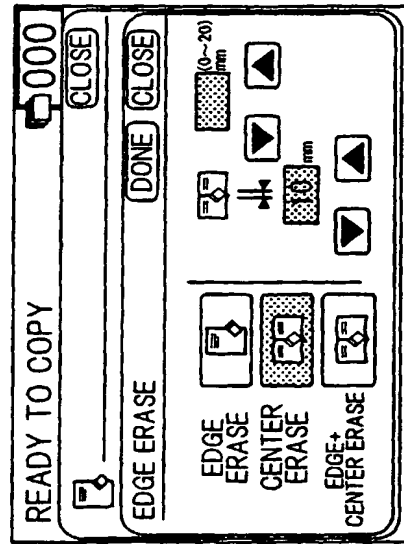 READY TO COPY 000
CLOSE
EDGE ERASE DONE CLOSE
EDGE
ERASE
CENTER
ERASE
EDGE+
CENTER ERASE
(0~20)
mm
10 mm